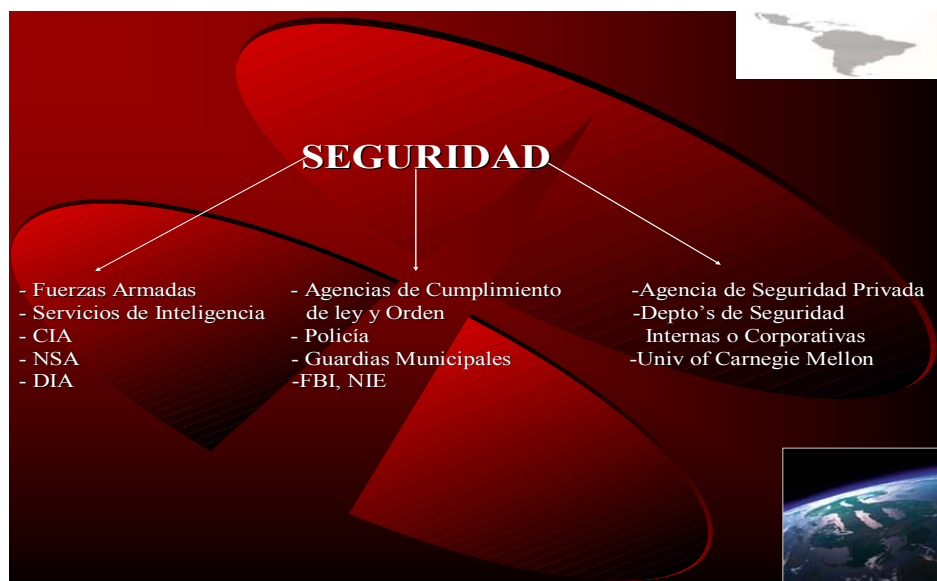 SEGURIDAD
- Fuerzas Armadas
- Servicios de Inteligencia
- CIA
- NSA
- DIA
- Agencias de Cumplimiento
de ley y Orden
- Policía
- Guardias Municipales
-FBI, NIE
-Agencia de Seguridad Privada
-Depto’s de Seguridad
Internas o Corporativas
-Univ of Carnegie Mellon